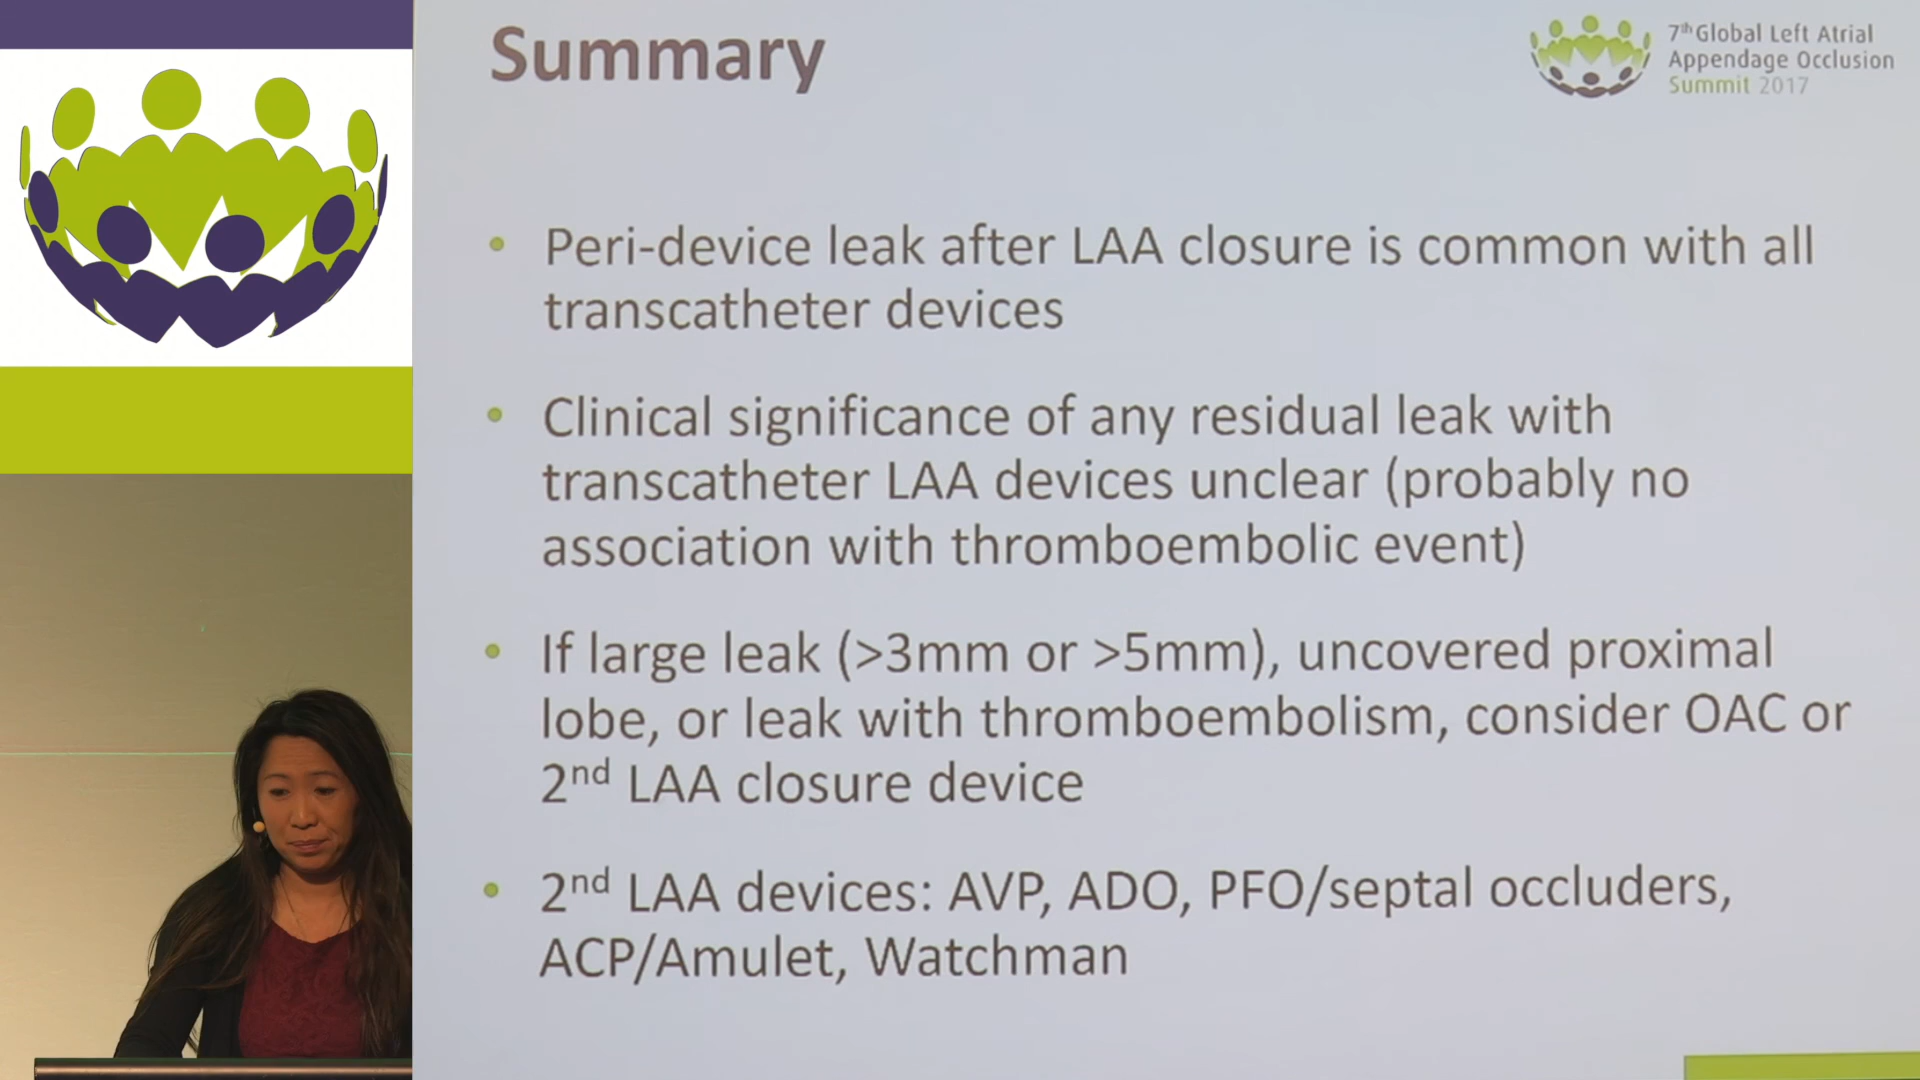 Summary
7th Global Left Atrial
Appendage Occlusion
Summit 2017
• Peri-device leak after LAA closure is common with all
transcatheter devices
• Clinical significance of any residual leak with
transcatheter LAA devices unclear (probably no
association with thromboembolic event)
• If large leak (>3mm or >5mm), uncovered proximal
lobe, or leak with thromboembolism, consider OAC or
2nd LAA closure device
• 2nd LAA devices: AVP, ADO, PFO/septal occluders,
ACP/Amulet, Watchman